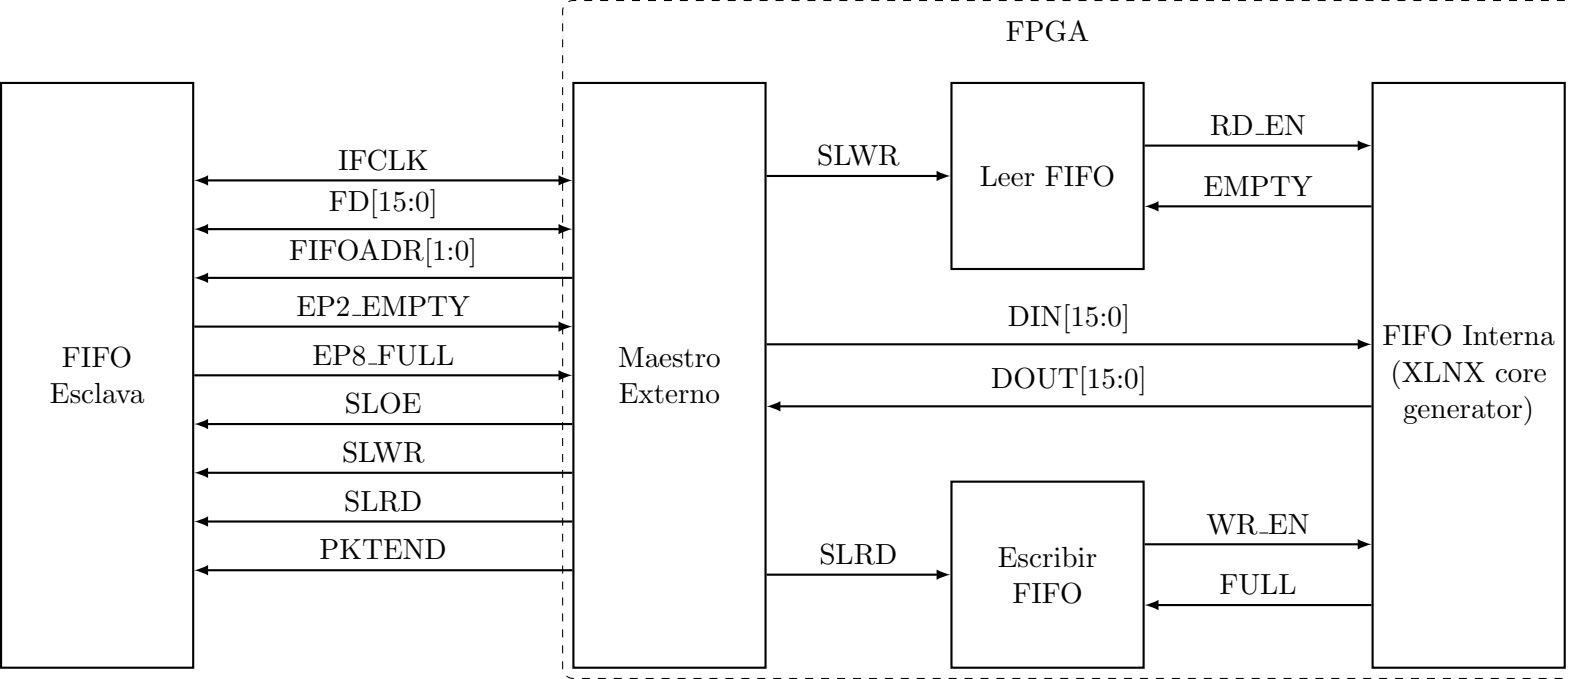 FPGA
IFCLK
FD[15:0]
FIFOADR[1:0]
EP2_EMPTY
EP8_FULL
SLOE
SLWR
SLRD
PKTEND
FIFO
Esclava
Maestro
Externo
SLWR
Leer FIFO
RD_EN
EMPTY
DIN[15:0]
DOUT[15:0]
FIFO Interna
(XLNX core
generator)
SLRD
Escribir
FIFO
WR_EN
FULL